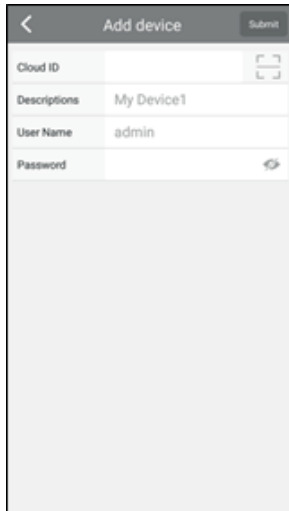 Add device
Submit
Cloud ID
Descriptions My Device1
User Name admin
Password